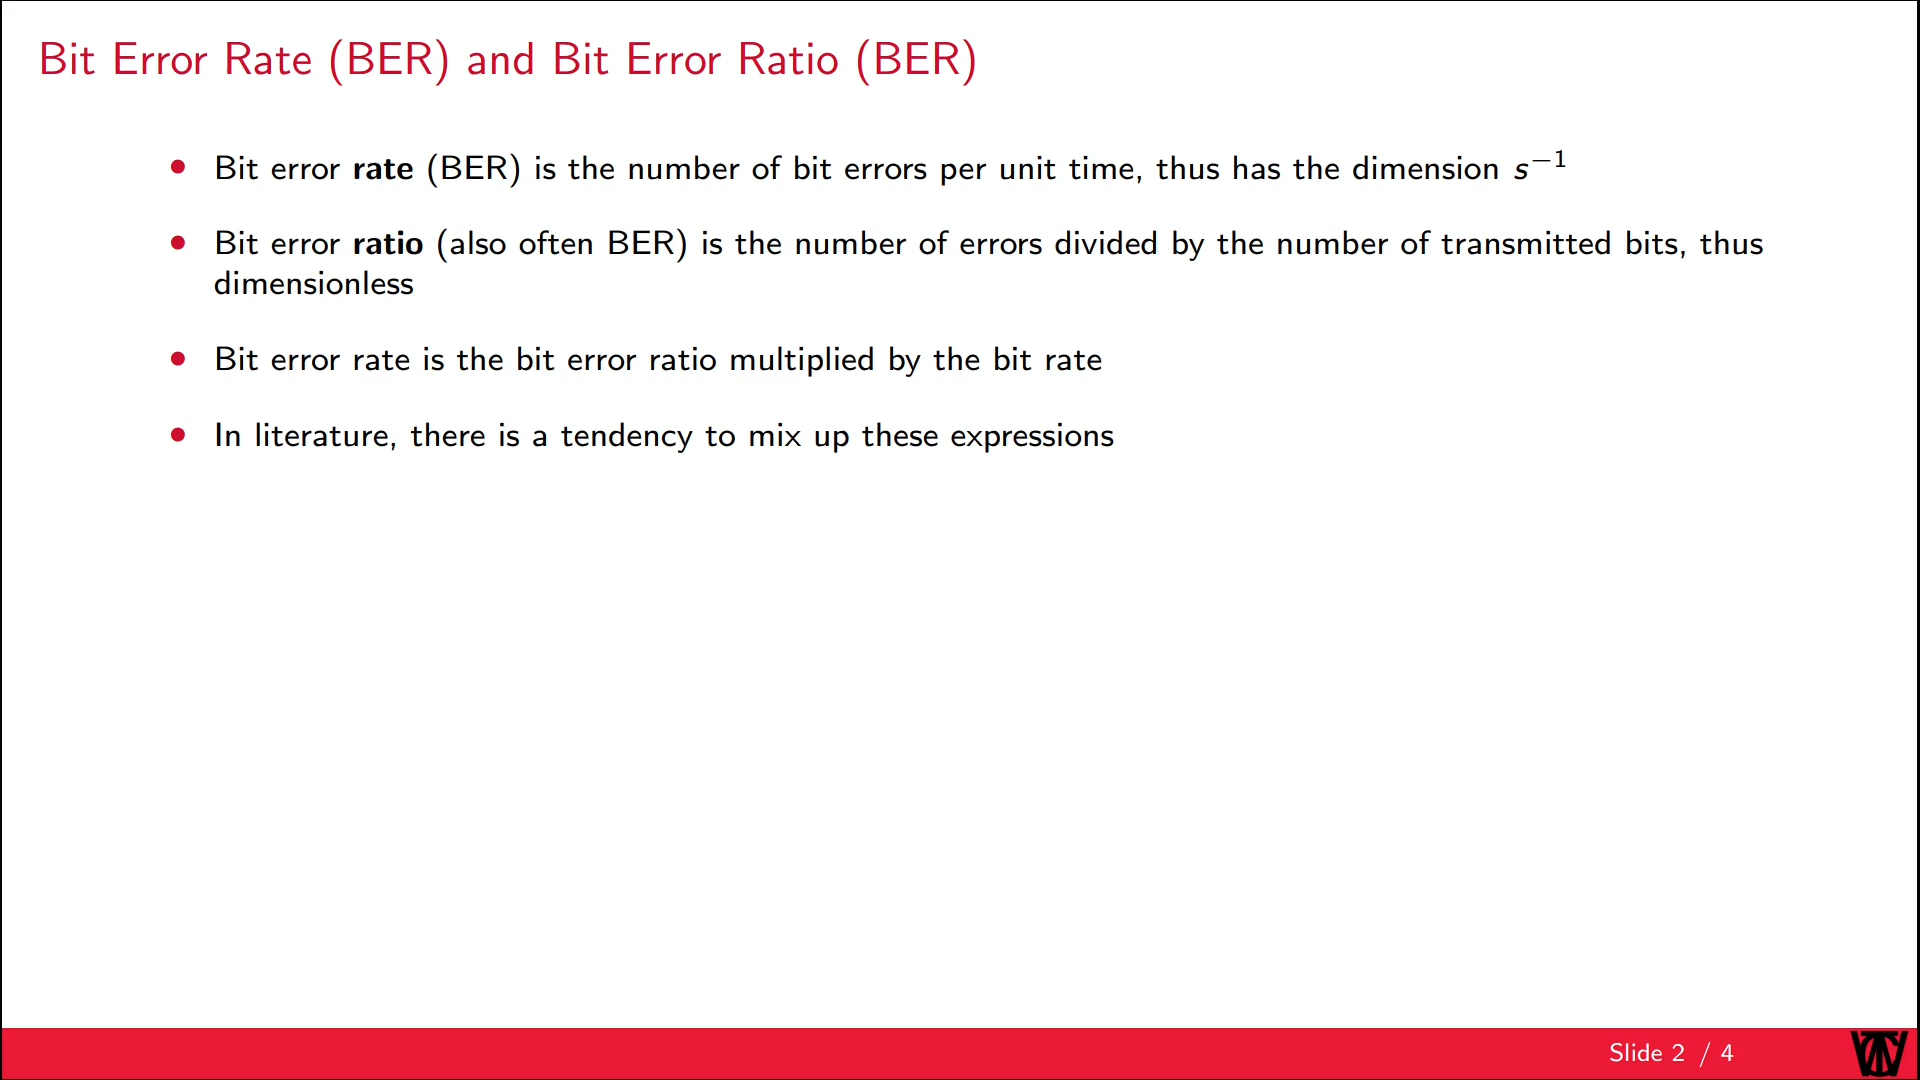 Bit Error Rate (BER) and Bit Error Ratio (BER)
• Bit error rate (BER) is the number of bit errors per unit time, thus has the dimension s⁻¹
• Bit error ratio (also often BER) is the number of errors divided by the number of transmitted bits, thus
dimensionless
• Bit error rate is the bit error ratio multiplied by the bit rate
• In literature, there is a tendency to mix up these expressions
Slide 2 / 4